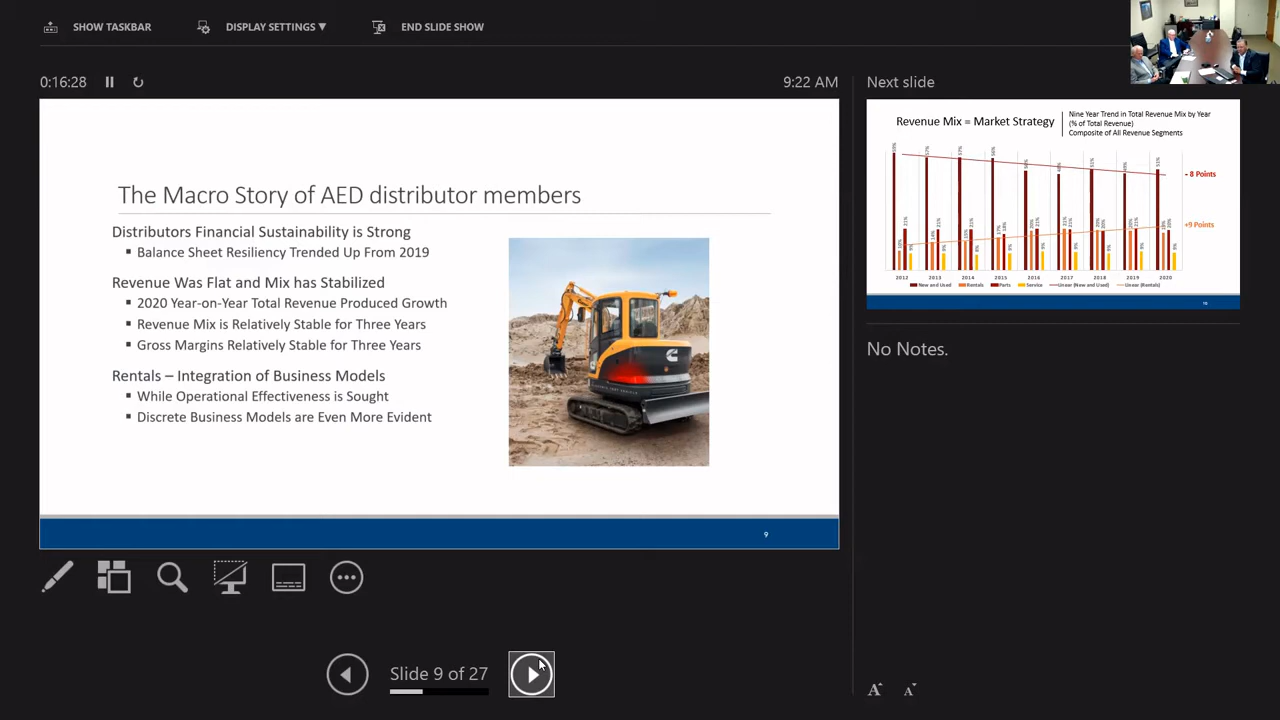 SHOW TASKBAR
DISPLAY SETTINGS ▼
END SLIDE SHOW
0:16:28
9:22 AM
The Macro Story of AED distributor members
Distributors Financial Sustainability is Strong
▪ Balance Sheet Resiliency Trended Up From 2019
Revenue Was Flat and Mix has Stabilized
▪ 2020 Year-on-Year Total Revenue Produced Growth
▪ Revenue Mix is Relatively Stable for Three Years
▪ Gross Margins Relatively Stable for Three Years
Rentals – Integration of Business Models
▪ While Operational Effectiveness is Sought
▪ Discrete Business Models are Even More Evident
9
Slide 9 of 27
Next slide
Revenue Mix = Market Strategy
Nine Year Trend in Total Revenue Mix by Year
(% of Total Revenue)
Composite of All Revenue Segments
- 8 Points
+9 Points
2012 2013 2014 2015 2016 2017 2018 2019 2020
New and Used Rentals Parts Service Linear (New and Used) Linear (Rentals)
No Notes.
A A